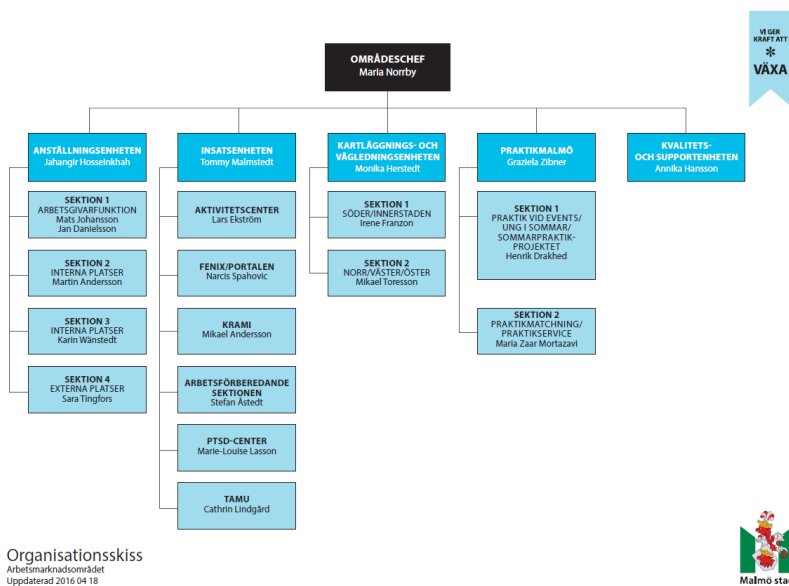 VI GER
KRAFT ATT
*
VÄXA
OMRÅDESCHEF
Maria Norrby
ANSTÄLLNINGSENHETEN
Jahangir Hosseinkhah
SEKTION 1
ARBETSGIVARFUNKTION
Mats Johansson
Jan Danielsson
SEKTION 2
INTERNA PLATSER
Martin Andersson
SEKTION 3
INTERNA PLATSER
Karin Wänstedt
SEKTION 4
EXTERNA PLATSER
Sara Tingfors
INSATSENHETEN
Tommy Malmstedt
AKTIVITETSCENTER
Lars Ekström
FENIX/PORTALEN
Narcis Spahovic
KRAMI
Mikael Andersson
ARBETSFÖRBEREDANDE
SEKTIONEN
Stefan Åstedt
PTSD-CENTER
Marie-Louise Lasson
TAMU
Cathrin Lindgård
KARTLÄGGNINGS- OCH
VÄGLEDNINGSENHETEN
Monika Herstedt
SEKTION 1
SÖDER/INNERSTADEN
Irene Franzon
SEKTION 2
NORR/VÄSTER/ÖSTER
Mikael Toresson
PRAKTIKMALMÖ
Graziela Zibner
SEKTION 1
PRAKTIK VID EVENTS/
UNG I SOMMAR/
SOMMARPRAKTIK-
PROJEKTET
Henrik Drakhed
SEKTION 2
PRAKTIKMATCHNING/
PRAKTIKSERVICE
Maria Zaar Mortazavi
KVALITETS-
OCH SUPPORTENHETEN
Annika Hansson
Organisationsskiss
Arbetsmarknadsområdet
Uppdaterad 2016 04 18
Malmö sta